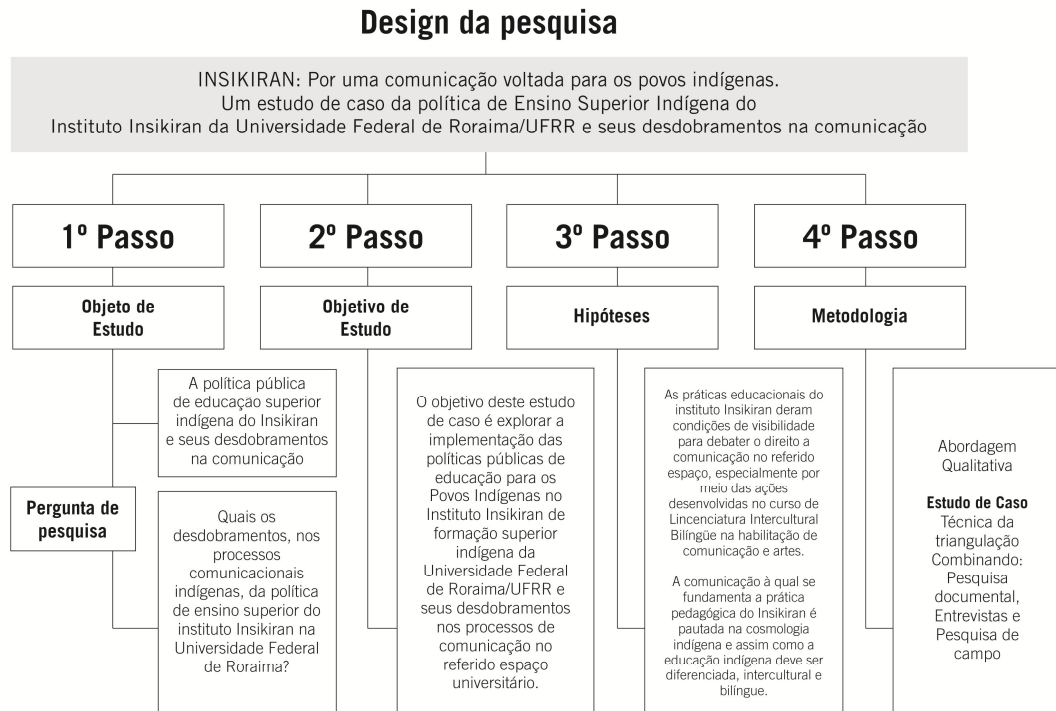 Design da pesquisa
INSIKIRAN: Por uma comunicação voltada para os povos indígenas.
Um estudo de caso da política de Ensino Superior Indígena do
Instituto Insikiran da Universidade Federal de Roraima/UFRR e seus desdobramentos na comunicação
1º Passo
Objeto de
Estudo
A política pública
de educação superior
indígena do Insikiran
e seus desdobramentos
na comunicação
Pergunta de
pesquisa
Quais os
desdobramentos, nos
processos
comunicacionais
indígenas, da política
de ensino superior do
instituto Insikiran na
Universidade Federal
de Roraima?
2º Passo
Objetivo de
Estudo
O objetivo deste estudo
de caso é explorar a
implementação das
políticas públicas de
educação para os
Povos Indígenas no
Instituto Insikiran de
formação superior
indígena da
Universidade Federal
de Roraima/UFRR e
seus desdobramentos
nos processos de
comunicação no
referido espaço
universitário.
3º Passo
Hipóteses
As práticas educacionais do
instituto Insikiran deram
condições de visibilidade
para debater o direito a
comunicação no referido
espaço, especialmente por
meio das ações
desenvolvidas no curso de
Lincenciatura Intercultural
Bilíngüe na habilitação de
comunicação e artes.
A comunicação à qual se
fundamenta a prática
pedagógica do Insikiran é
pautada na cosmologia
indígena e assim como a
educação indígena deve ser
diferenciada, intercultural e
bilíngue.
4º Passo
Metodologia
Abordagem
Qualitativa
Estudo de Caso
Técnica da
triangulação
Combinando:
Pesquisa
documental,
Entrevistas e
Pesquisa de
campo